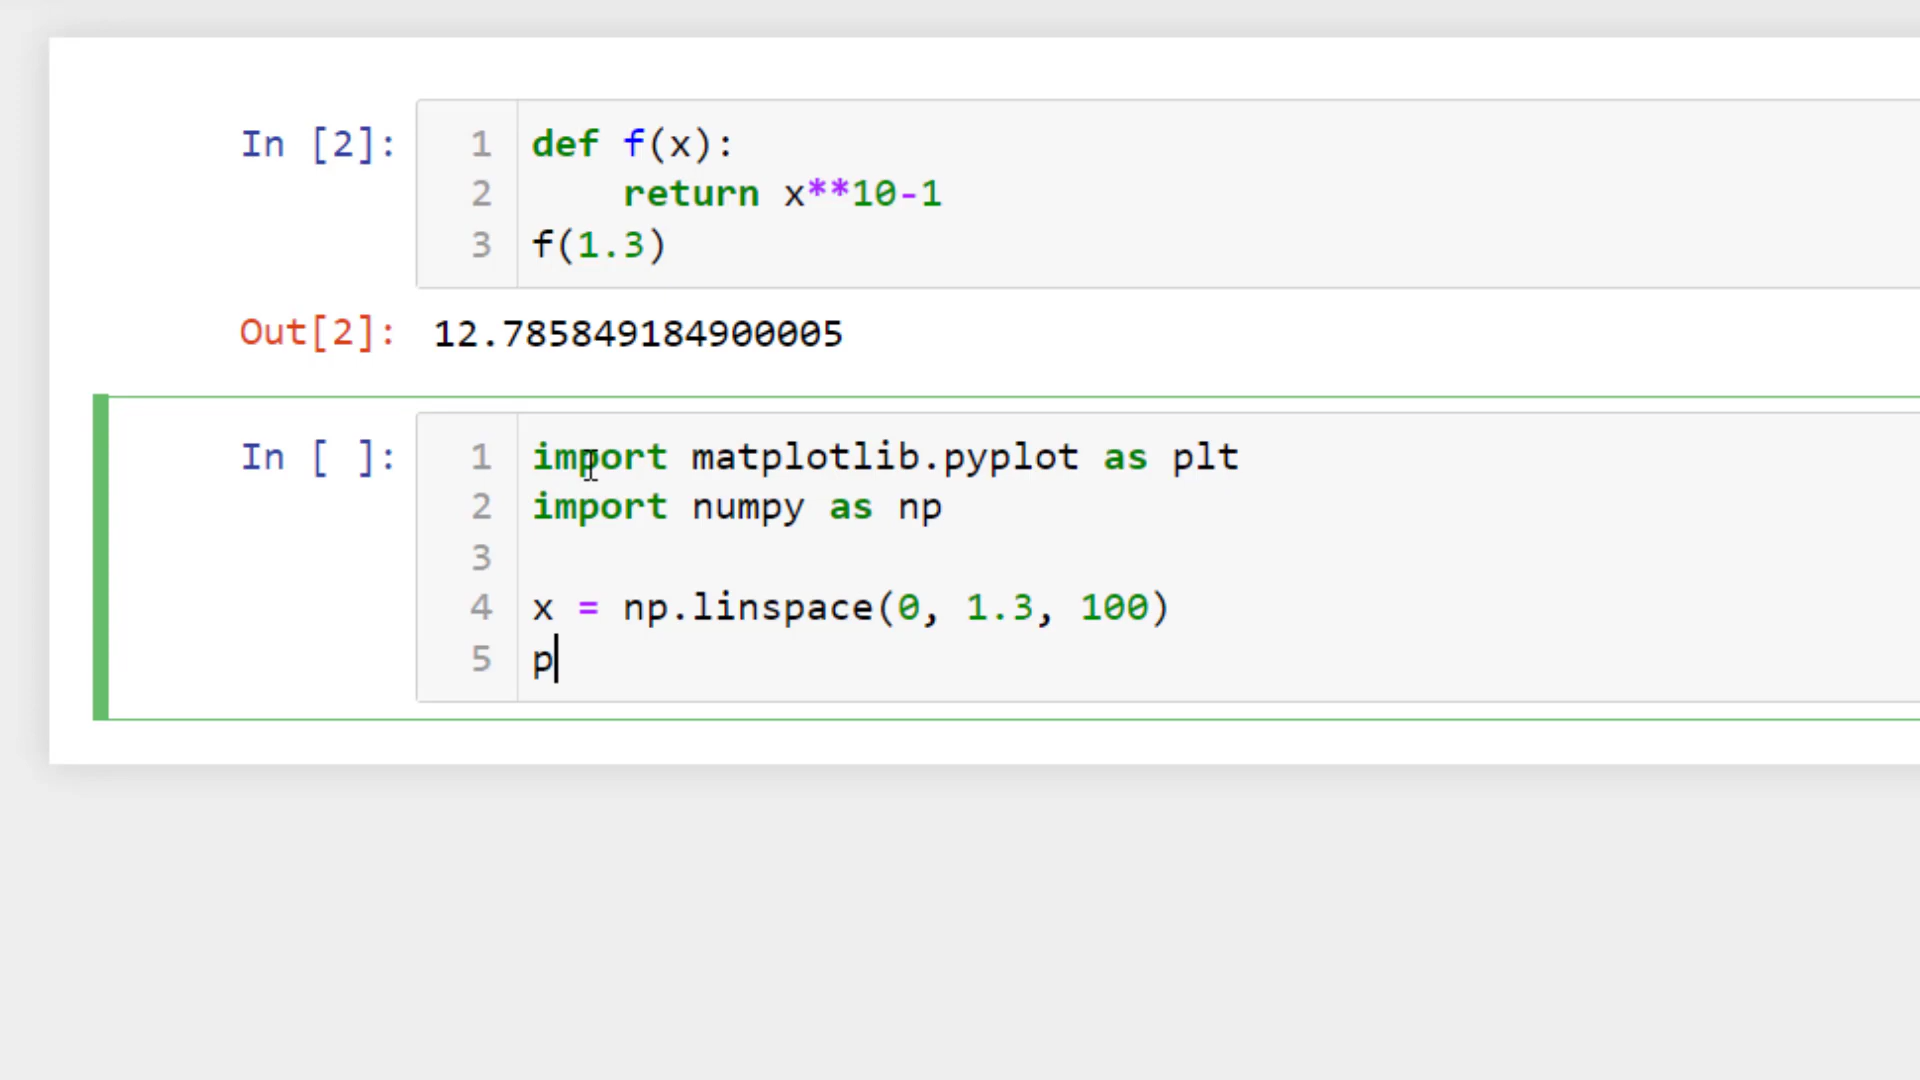 In [2]: 1 def f(x):
2     return x**10-1
3 f(1.3)
Out[2]: 12.785849184900005
In [ ]: 1 import matplotlib.pyplot as plt
2 import numpy as np
3
4 x = np.linspace(0, 1.3, 100)
5 p